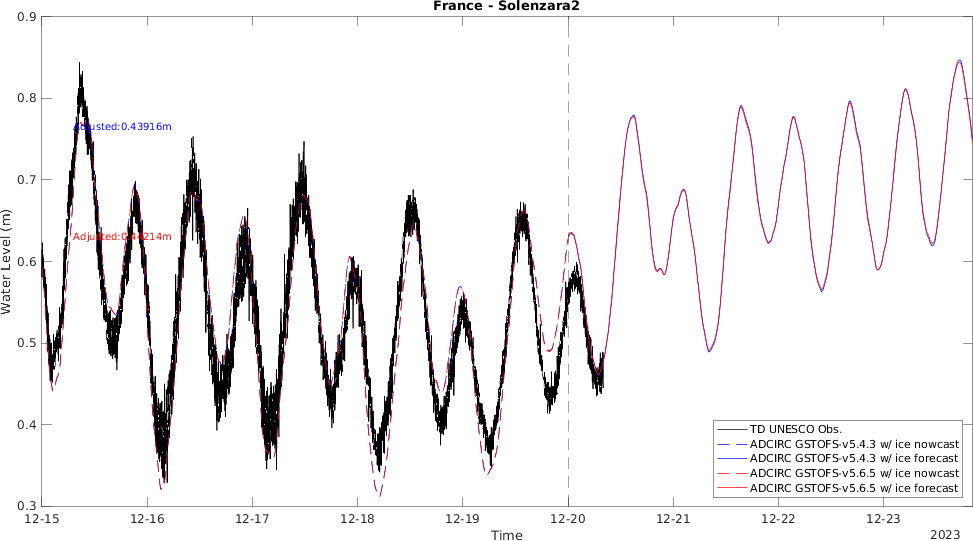 France - Solenzara2
0.9
0.8
0.7
0.6
0.5
0.4
0.3
Water Level (m)
Adjusted:0.43916m
Adjusted:0.44214m
TD UNESCO Obs.
ADCIRC GSTOFS-v5.4.3 w/ ice nowcast
ADCIRC GSTOFS-v5.4.3 w/ ice forecast
ADCIRC GSTOFS-v5.6.5 w/ ice nowcast
ADCIRC GSTOFS-v5.6.5 w/ ice forecast
12-15 12-16 12-17 12-18 12-19 12-20 12-21 12-22 12-23
Time
2023